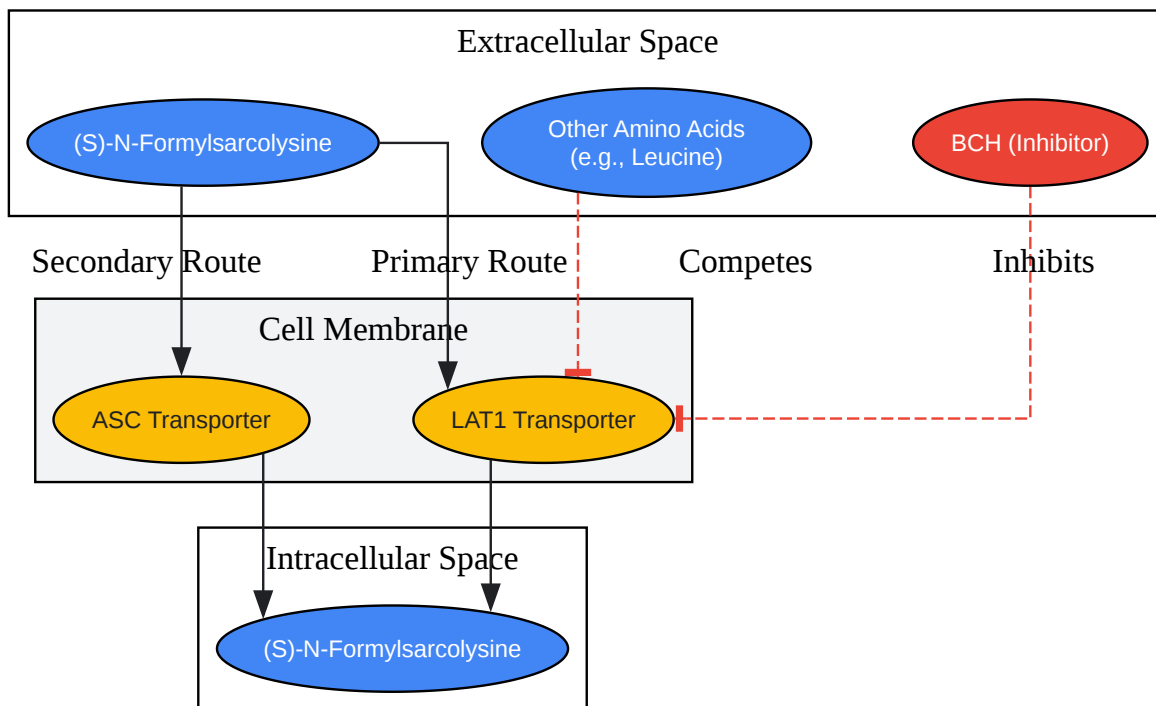 Extracellular Space
(S)-N-Formylsarcolysine
Other Amino Acids
(e.g., Leucine)
BCH (Inhibitor)
Secondary Route
Primary Route
Competes
Inhibits
Cell Membrane
ASC Transporter
LAT1 Transporter
Intracellular Space
(S)-N-Formylsarcolysine